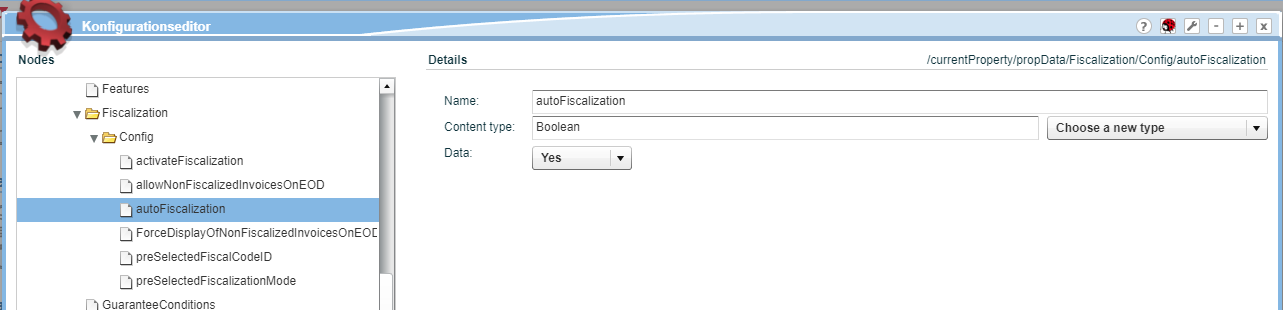 Konfigurationseditor
? - + x
Nodes
Details
/currentProperty/propData/Fiscalization/Config/autoFiscalization
Features
Fiscalization
Config
activateFiscalization
allowNonFiscalizedInvoicesOnEOD
autoFiscalization
ForceDisplayOfNonFiscalizedInvoicesOnEOD
preSelectedFiscalCodeID
preSelectedFiscalizationMode
GuaranteeConditions
Name: autoFiscalization
Content type: Boolean Choose a new type
Data: Yes